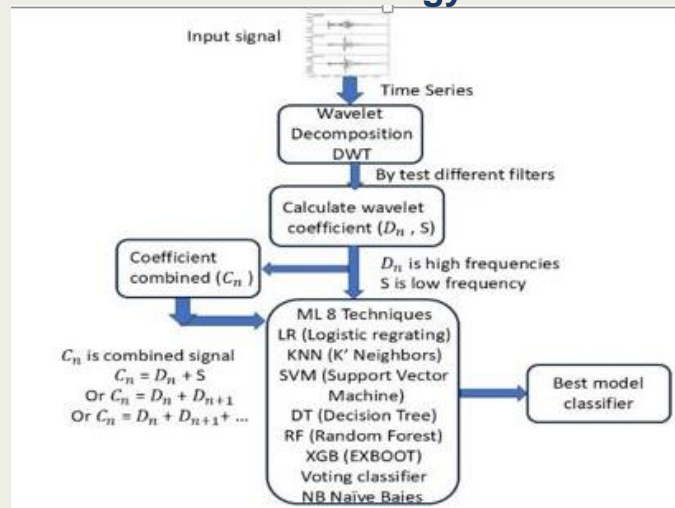 gy
Input signal
Time Series
Wavelet
Decomposition
DWT
By test different filters
Calculate wavelet
coefficient (Dₙ , S)
Coefficient
combined (Cₙ )
Dₙ is high frequencies
S is low frequency
Cₙ is combined signal
Cₙ = Dₙ + S
Or Cₙ = Dₙ + Dₙ₊₁
Or Cₙ = Dₙ + Dₙ₊₁+ ...
ML 8 Techniques
LR (Logistic regrating)
KNN (K' Neighbors)
SVM (Support Vector
Machine)
DT (Decision Tree)
RF (Random Forest)
XGB (EXBOOT)
Voting classifier
NB Naïve Baies
Best model
classifier